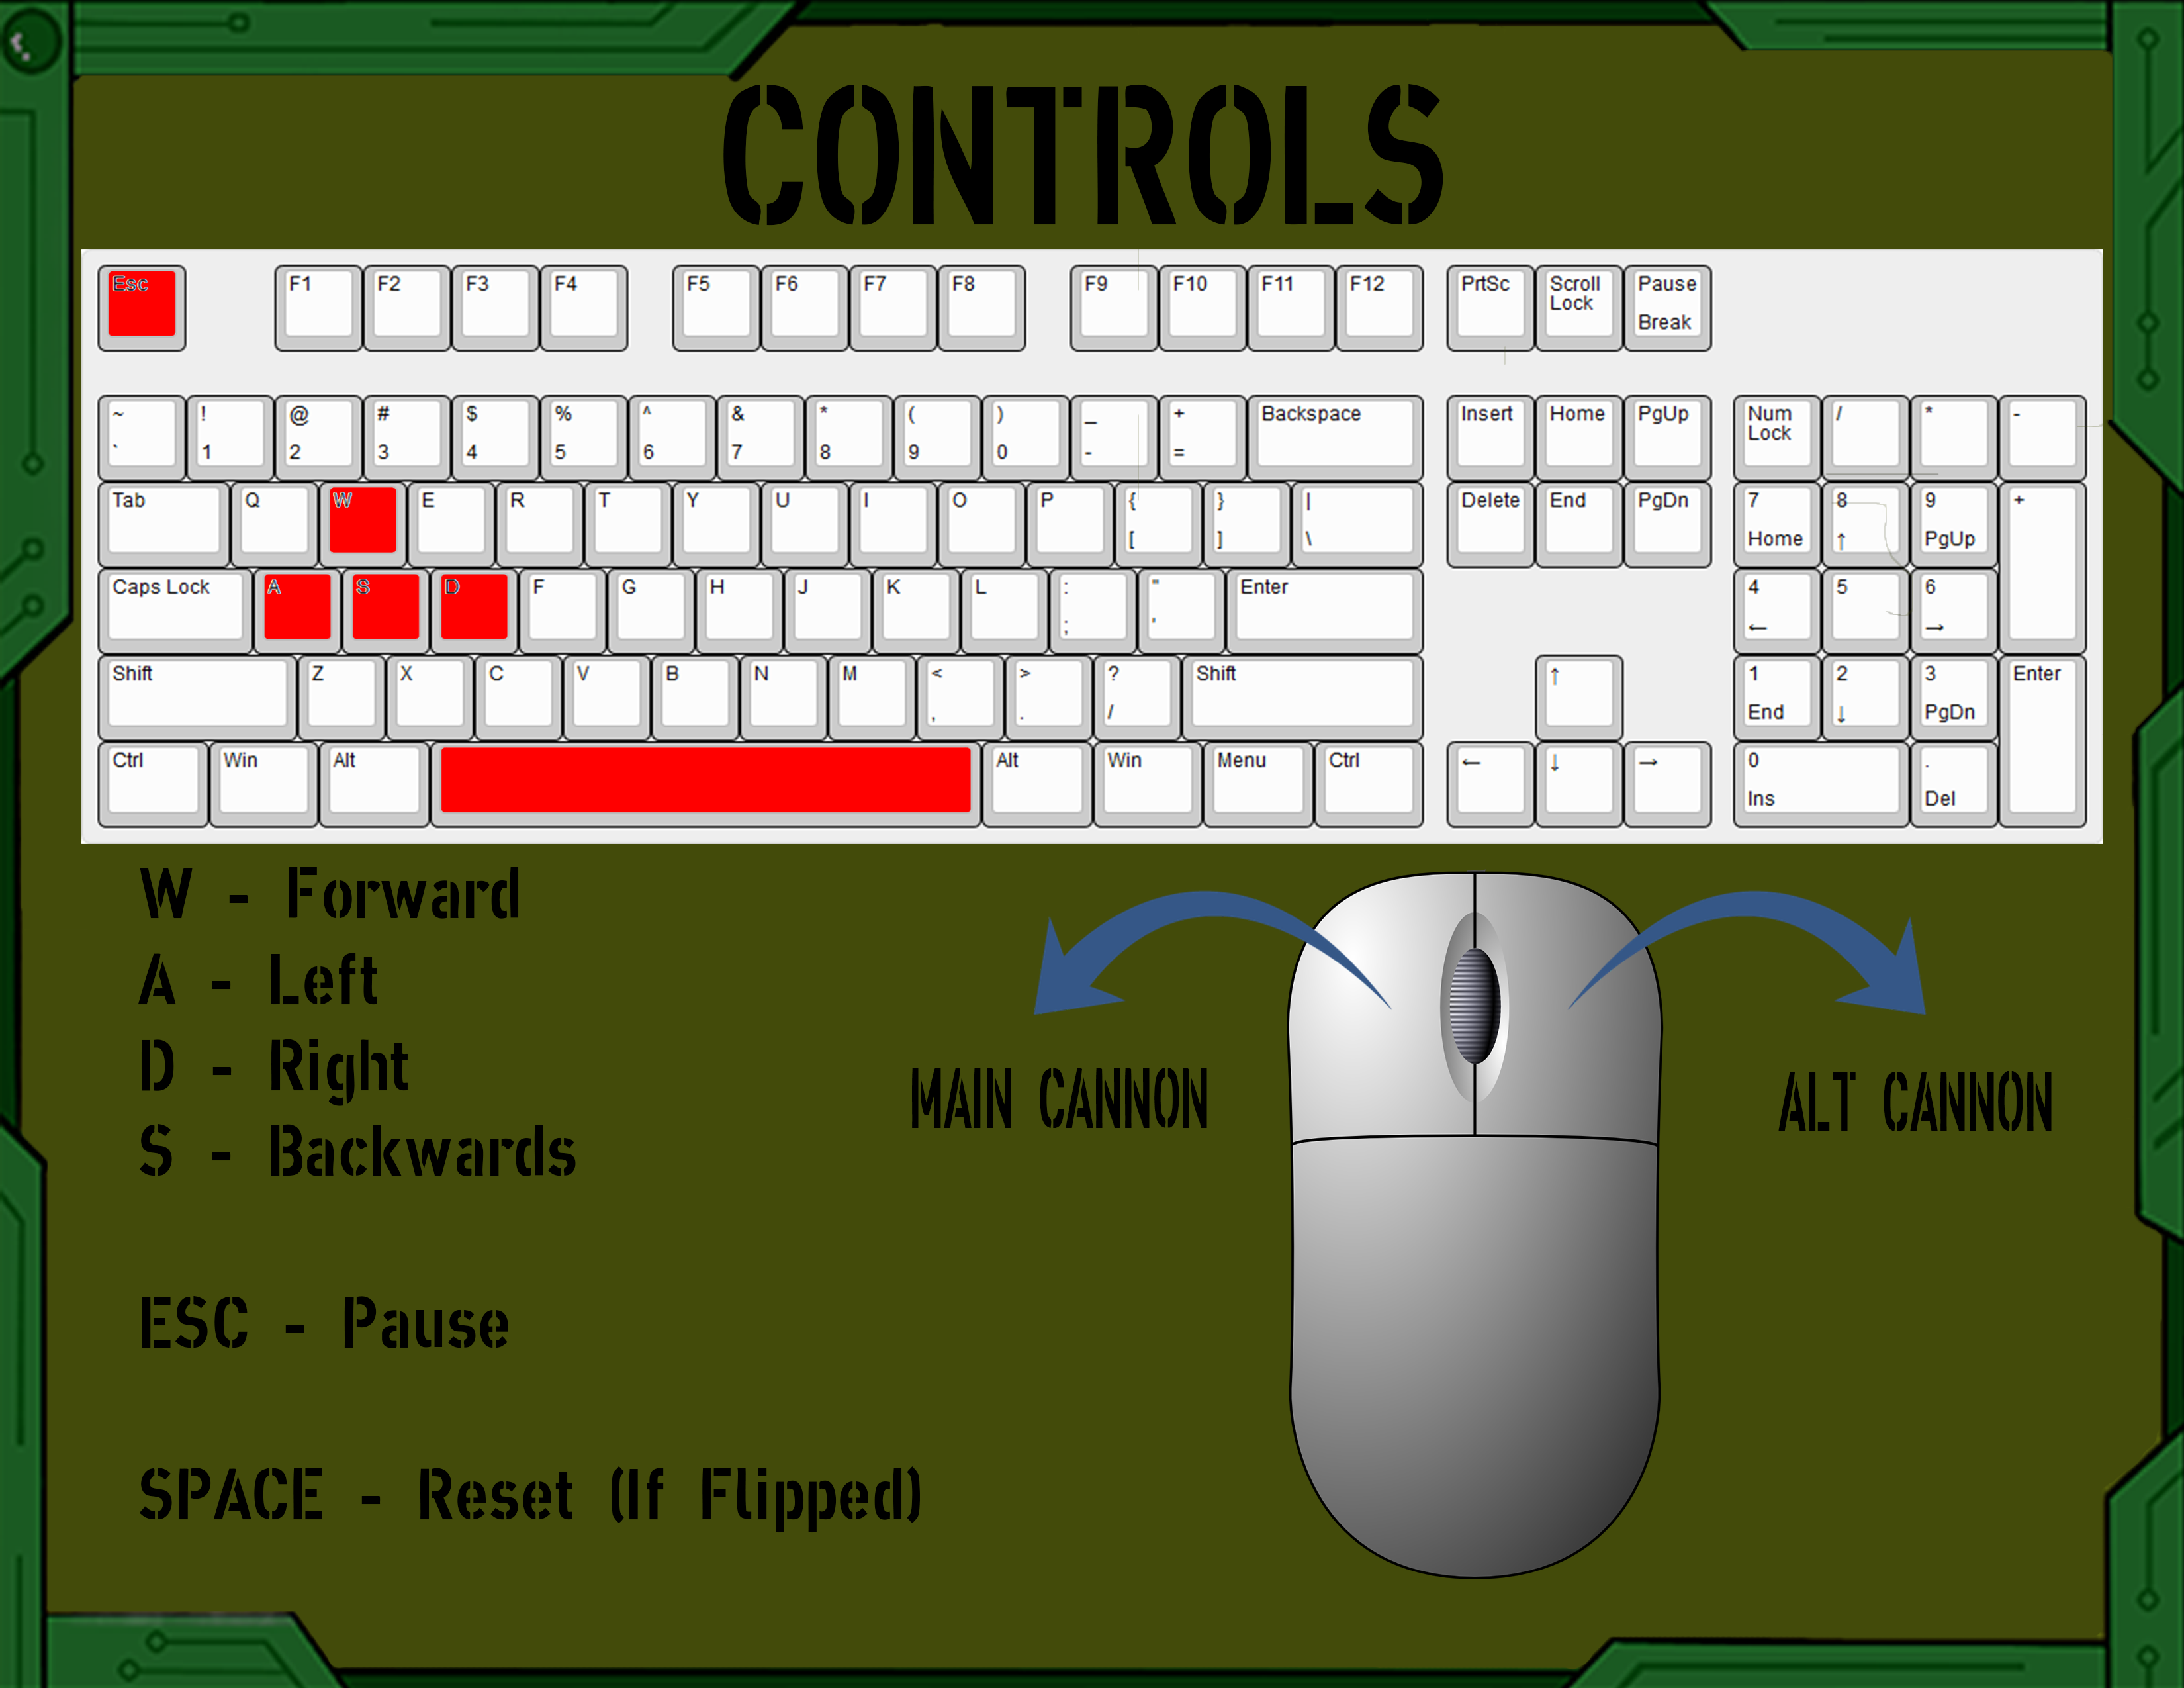 CONTROLS
Esc F1 F2 F3 F4 F5 F6 F7 F8 F9 F10 F11 F12 PrtSc Scroll Lock Pause Break
~ ` ! 1 @ 2 # 3 $ 4 % 5 ^ 6 & 7 * 8 ( 9 ) 0 _ - + = Backspace Insert Home PgUp Num Lock / * -
Tab Q W E R T Y U I O P { [ } ] | \ Delete End PgDn 7 Home 8 ↑ 9 PgUp +
Caps Lock A S D F G H J K L : ; " ' Enter 4 ← 5 6 →
Shift Z X C V B N M < , > . ? / Shift ↑ 1 End 2 ↓ 3 PgDn Enter
Ctrl Win Alt Alt Win Menu Ctrl ← ↓ → 0 Ins . Del
W - Forward
A - Left
D - Right
S - Backwards
ESC - Pause
SPACE - Reset (If Flipped)
MAIN CANNON
ALT CANNON